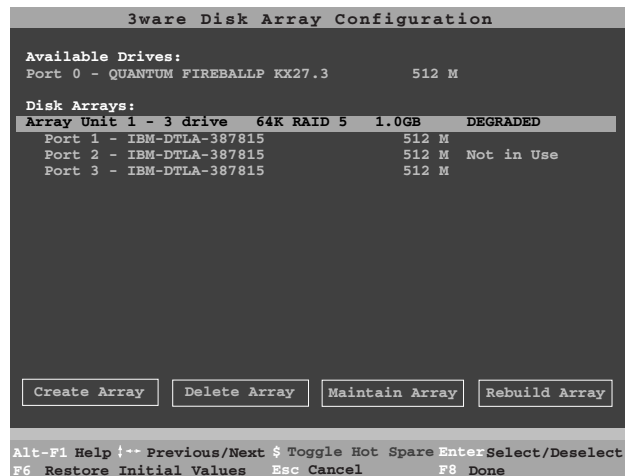 3ware Disk Array Configuration
Available Drives:
Port 0 - QUANTUM FIREBALLP KX27.3 512 M
Disk Arrays:
Array Unit 1 - 3 drive 64K RAID 5 1.0GB DEGRADED
Port 1 - IBM-DTLA-387815 512 M
Port 2 - IBM-DTLA-387815 512 M Not in Use
Port 3 - IBM-DTLA-387815 512 M
Create Array Delete Array Maintain Array Rebuild Array
Alt-F1 Help ↕↔ Previous/Next $ Toggle Hot Spare Enter Select/Deselect
F6 Restore Initial Values Esc Cancel F8 Done